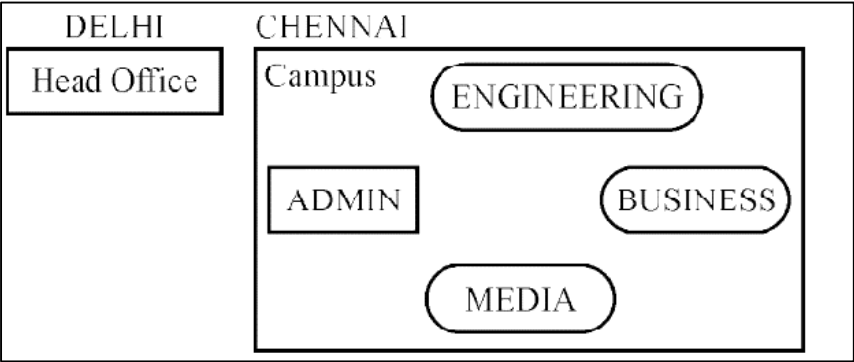 DELHI
CHENNAI
Head Office
Campus
ENGINEERING
ADMIN
BUSINESS
MEDIA